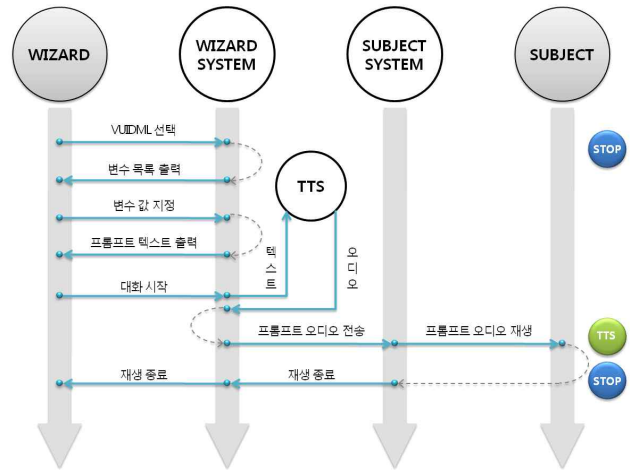 WIZARD
WIZARD
SYSTEM
SUBJECT
SYSTEM
SUBJECT
VUIDML 선택
STOP
변수 목록 출력
TTS
변수 값 지정
프롬프트 텍스트 출력
텍스트
오디오
대화 시작
프롬프트 오디오 전송
프롬프트 오디오 재생
TTS
재생 종료
재생 종료
STOP